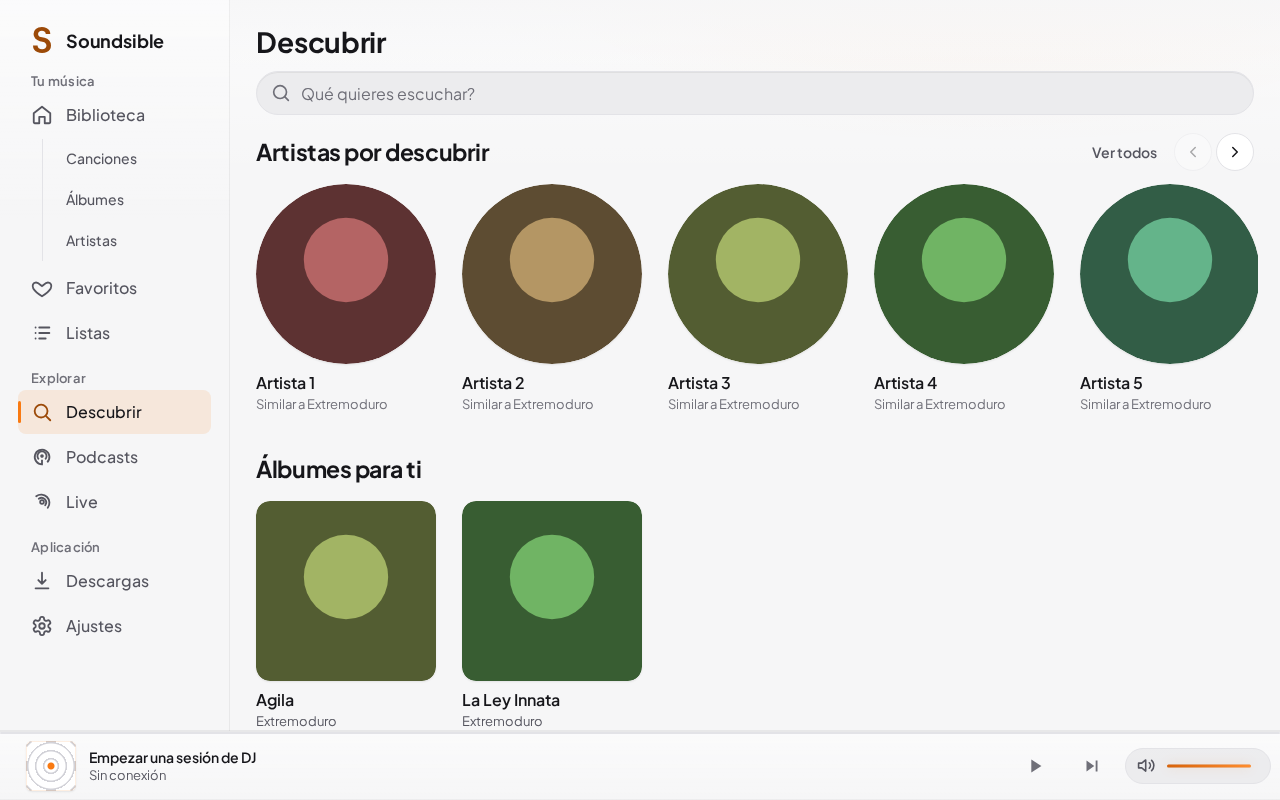 S Soundsible
Tu música
Biblioteca
Canciones
Álbumes
Artistas
Favoritos
Listas
Explorar
Descubrir
Podcasts
Live
Aplicación
Descargas
Ajustes
Descubrir
Qué quieres escuchar?
Artistas por descubrir
Ver todos
Artista 1
Similar a Extremoduro
Artista 2
Similar a Extremoduro
Artista 3
Similar a Extremoduro
Artista 4
Similar a Extremoduro
Artista 5
Similar a Extremoduro
Álbumes para ti
Agila
Extremoduro
La Ley Innata
Extremoduro
Empezar una sesión de DJ
Sin conexión